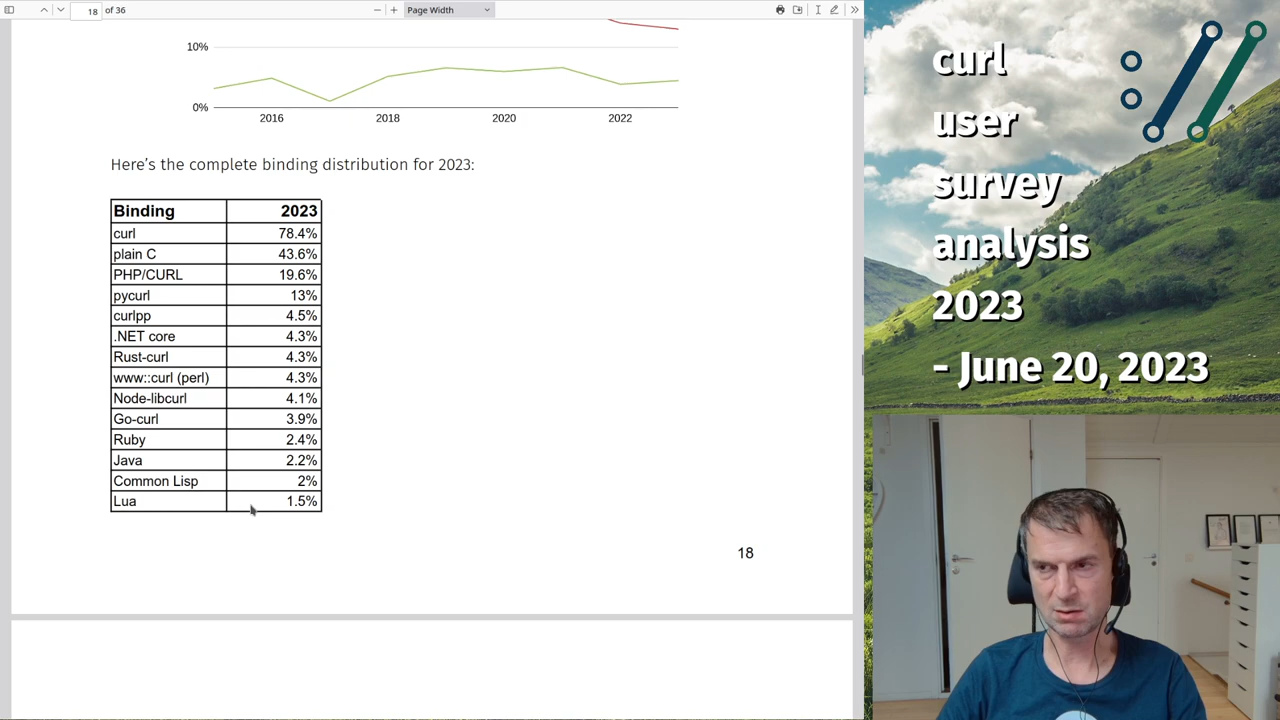 18 of 36
Page Width
10%
0%
2016 2018 2020 2022
Here's the complete binding distribution for 2023:
Binding 2023
curl 78.4%
plain C 43.6%
PHP/CURL 19.6%
pycurl 13%
curlpp 4.5%
.NET core 4.3%
Rust-curl 4.3%
www::curl (perl) 4.3%
Node-libcurl 4.1%
Go-curl 3.9%
Ruby 2.4%
Java 2.2%
Common Lisp 2%
Lua 1.5%
18
curl
user
survey
analysis
2023
- June 20, 2023